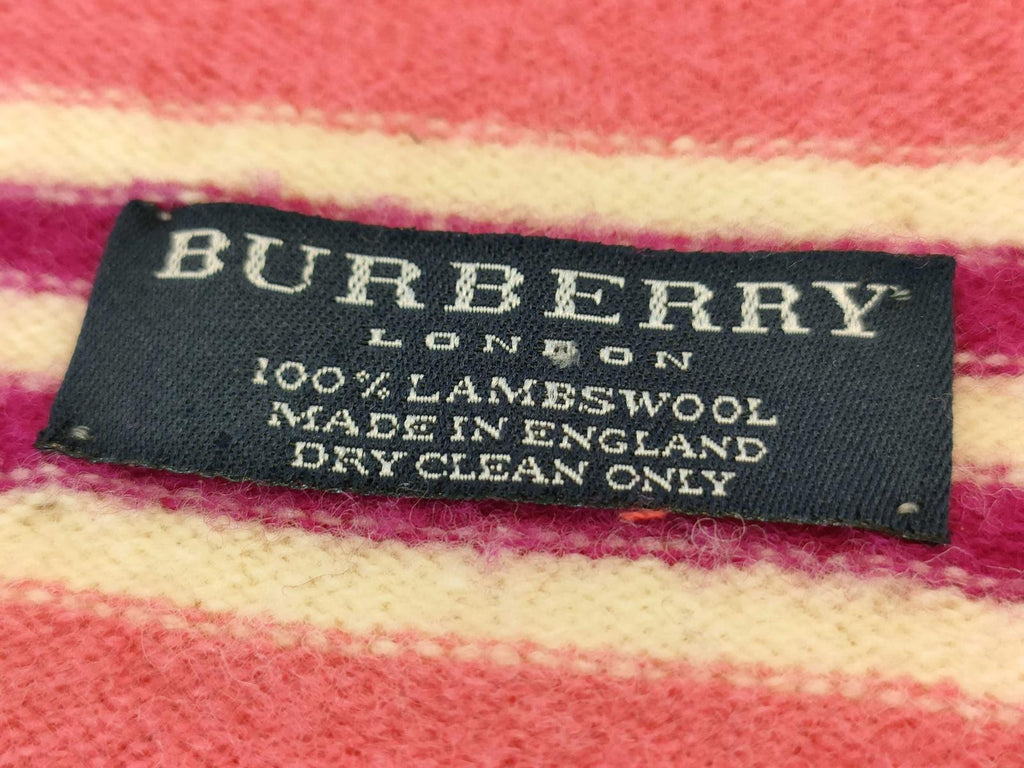 BURBERRY
LONDON
100% LAMBSWOOL
MADE IN ENGLAND
DRY CLEAN ONLY